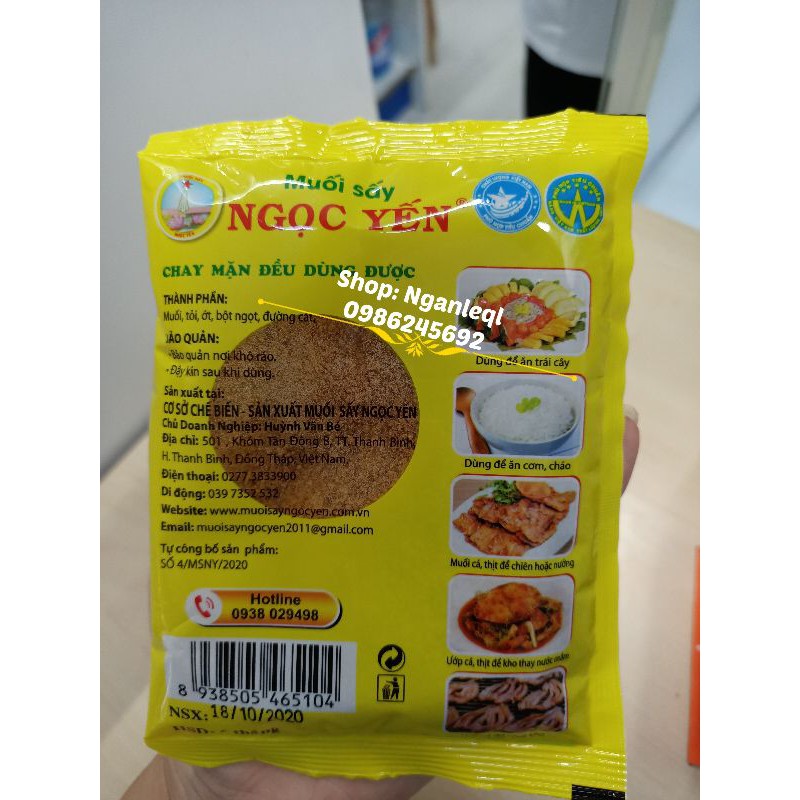 Muối sấy
NGỌC YẾN®
CHAY MẶN ĐỀU DÙNG ĐƯỢC
Shop: Nganleql
0986245692
THÀNH PHẦN:
Muối, tỏi, ớt, bột ngọt, đường cát,
BẢO QUẢN:
- Bảo quản nơi khô ráo.
- Đậy kín sau khi dùng.
Sản xuất tại:
CƠ SỞ CHẾ BIẾN - SẢN XUẤT MUỐI SẤY NGỌC YẾN
Chủ Doanh Nghiệp: Huỳnh Văn Bé
Địa chỉ: 501, Khóm Tân Đông B, TT. Thanh Bình,
H. Thanh Bình, Đồng Tháp, Việt Nam.
Điện thoại: 0277.3833900
Di động: 039 7352 532
Website: www.muoisayngocyen.com.vn
Email: muoisayngocyen2011@gmail.com
Tự công bố sản phẩm:
SỐ 4/MSNY/2020
Hotline
0938 029498
8 938505 465104
NSX: 18/10/2020
Dùng để ăn trái cây
Dùng để ăn cơm, cháo
Muối cá, thịt để chiên hoặc nướng
Ướp cá, thịt để kho thay nước mắm